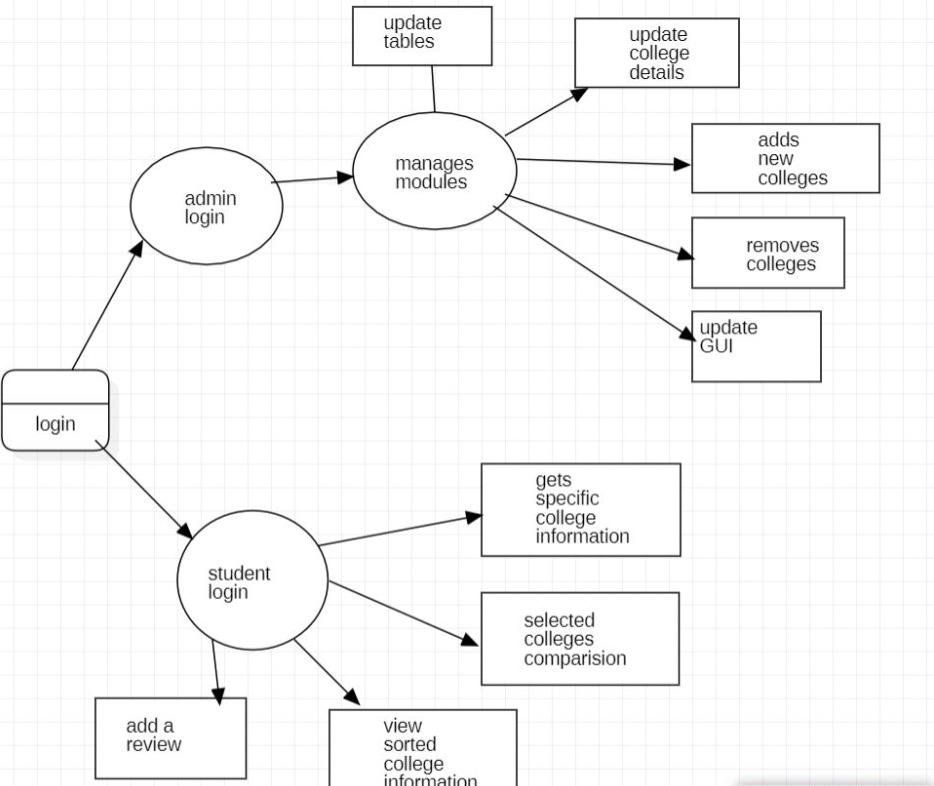 update
tables
update
college
details
adds
new
colleges
manages
modules
admin
login
removes
colleges
update
GUI
login
gets
specific
college
information
student
login
selected
colleges
comparision
add a
review
view
sorted
college
information